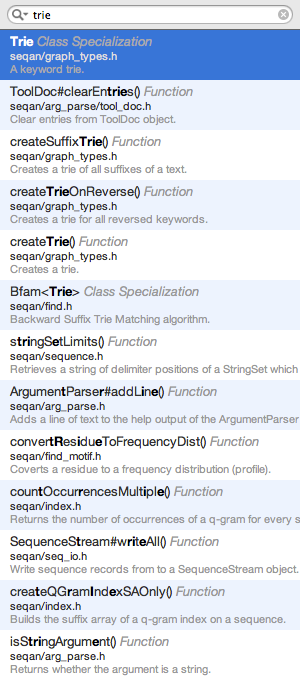 trie
Trie Class Specialization
seqan/graph_types.h
A keyword trie.
ToolDoc#clearEntries() Function
seqan/arg_parse/tool_doc.h
Clear entries from ToolDoc object.
createSuffixTrie() Function
seqan/graph_types.h
Creates a trie of all suffixes of a text.
createTrieOnReverse() Function
seqan/graph_types.h
Creates a trie for all reversed keywords.
createTrie() Function
seqan/graph_types.h
Creates a trie.
Bfam<Trie> Class Specialization
seqan/find.h
Backward Suffix Trie Matching algorithm.
stringSetLimits() Function
seqan/sequence.h
Retrieves a string of delimiter positions of a StringSet which
ArgumentParser#addLine() Function
seqan/arg_parse.h
Adds a line of text to the help output of the ArgumentParser
convertResidueToFrequencyDist() Function
seqan/find_motif.h
Coverts a residue to a frequency distribution (profile).
countOccurrencesMultiple() Function
seqan/index.h
Returns the number of occurrences of a q-gram for every s
SequenceStream#writeAll() Function
seqan/seq_io.h
Write sequence records from to a SequenceStream object.
createQGramIndexSAOnly() Function
seqan/index.h
Builds the suffix array of a q-gram index on a sequence.
isStringArgument() Function
seqan/arg_parse.h
Returns whether the argument is a string.